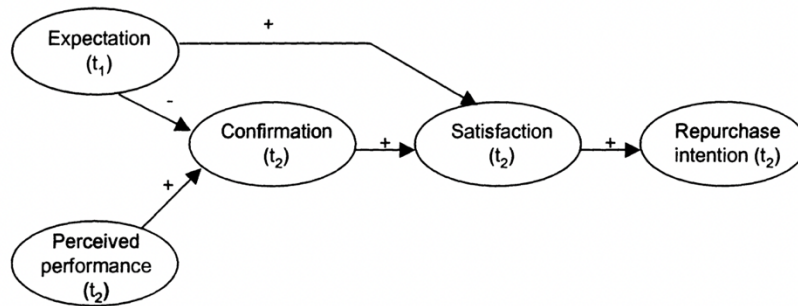 Expectation
(t₁)
+
-
Confirmation
(t₂)
+
Satisfaction
(t₂)
+
Repurchase
intention (t₂)
+
Perceived
performance
(t₂)